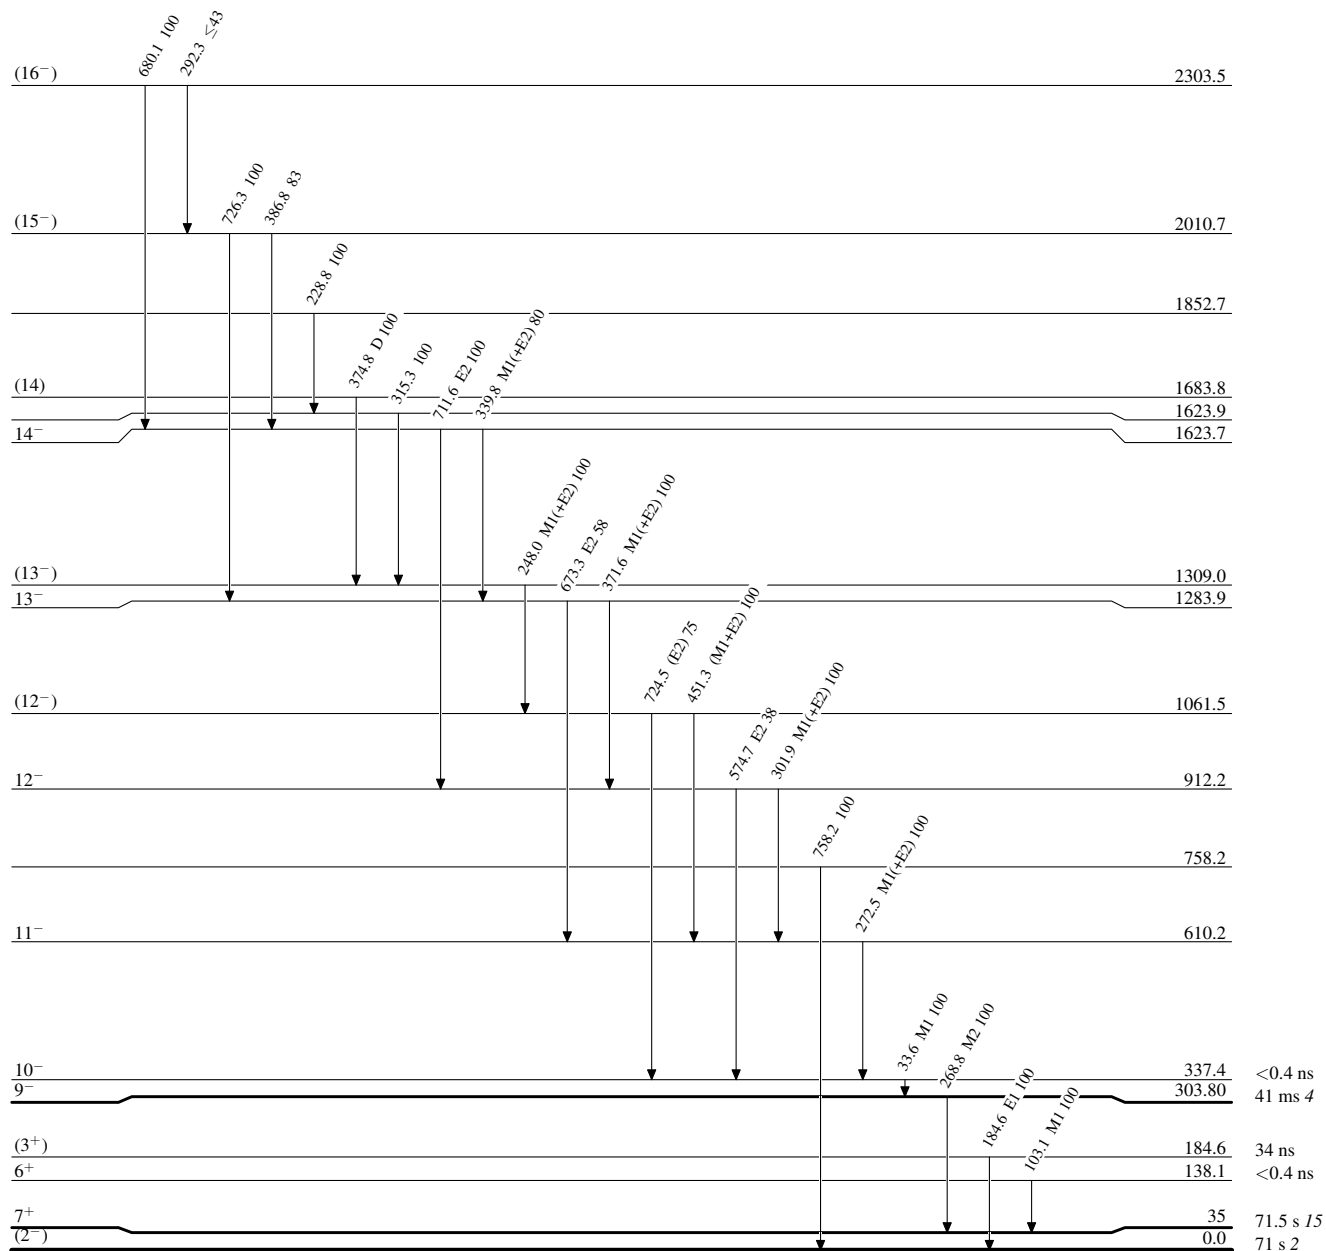 680.1 100
292.3 ≤43
(16−) 2303.5
726.3 100
386.8 83
(15−) 2010.7
228.8 100
1852.7
374.8 D 100
315.3 100
711.6 E2 100
339.8 M1(+E2) 80
(14) 1683.8
1623.9
14− 1623.7
248.0 M1(+E2) 100
673.3 E2 58
371.6 M1(+E2) 100
(13−) 1309.0
13− 1283.9
724.5 (E2) 75
451.3 (M1+E2) 100
(12−) 1061.5
574.7 E2 38
301.9 M1(+E2) 100
12− 912.2
758.2 100
758.2
272.5 M1(+E2) 100
11− 610.2
33.6 M1 100
268.8 M2 100
10− 337.4 <0.4 ns
9− 303.80 41 ms 4
184.6 E1 100
103.1 M1 100
(3+) 184.6 34 ns
6+ 138.1 <0.4 ns
7+ 35 71.5 s 15
(2−) 0.0 71 s 2